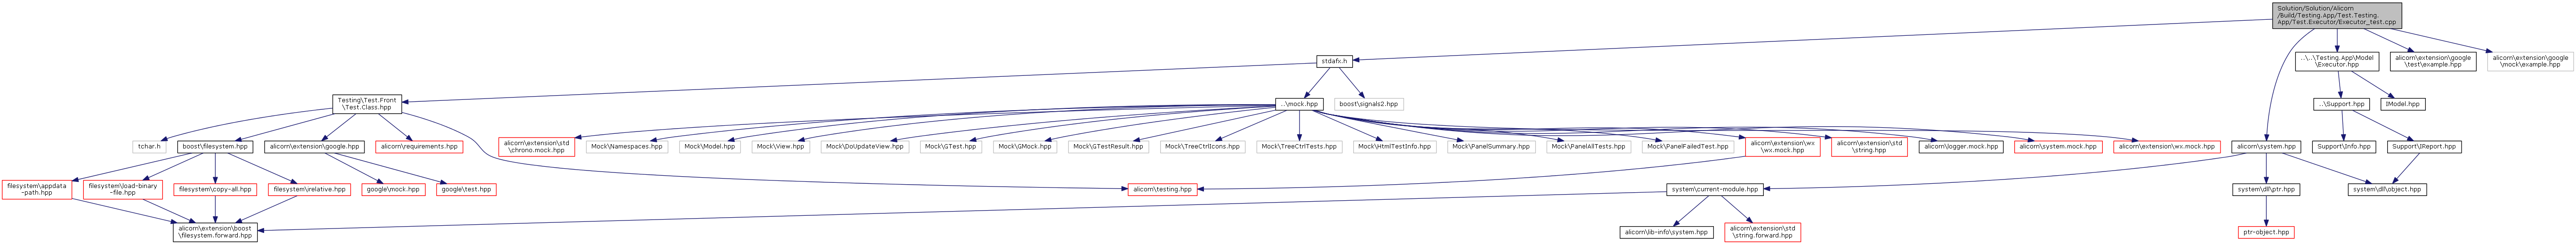 Solution/Solution/Alicorn
/Build/Testing.App/Test.Testing.
App/Test.Executor/Executor_test.cpp
stdafx.h
..\..\Testing.App\Model
\Executor.hpp
alicorn\extension\google
\test\example.hpp
alicorn\extension\google
\mock\example.hpp
Testing\Test.Front
\Test.Class.hpp
..\mock.hpp
boost\signals2.hpp
..\Support.hpp
IModel.hpp
tchar.h
boost\filesystem.hpp
alicorn\extension\google.hpp
alicorn\requirements.hpp
alicorn\extension\std
\chrono.mock.hpp
Mock\Namespaces.hpp
Mock\Model.hpp
Mock\View.hpp
Mock\DoUpdateView.hpp
Mock\GTest.hpp
Mock\GMock.hpp
Mock\GTestResult.hpp
Mock\TreeCtrlIcons.hpp
Mock\TreeCtrlTests.hpp
Mock\HtmlTestInfo.hpp
Mock\PanelSummary.hpp
Mock\PanelAllTests.hpp
Mock\PanelFailedTest.hpp
alicorn\extension\wx
\wx.mock.hpp
alicorn\extension\std
\string.hpp
alicorn\logger.mock.hpp
alicorn\system.mock.hpp
alicorn\extension\wx.mock.hpp
alicorn\system.hpp
Support\Info.hpp
Support\IReport.hpp
filesystem\appdata
-path.hpp
filesystem\load-binary
-file.hpp
filesystem\copy-all.hpp
filesystem\relative.hpp
google\mock.hpp
google\test.hpp
alicorn\testing.hpp
system\current-module.hpp
system\dll\ptr.hpp
system\dll\object.hpp
alicorn\extension\boost
\filesystem.forward.hpp
alicorn\lib-info\system.hpp
alicorn\extension\std
\string.forward.hpp
ptr-object.hpp